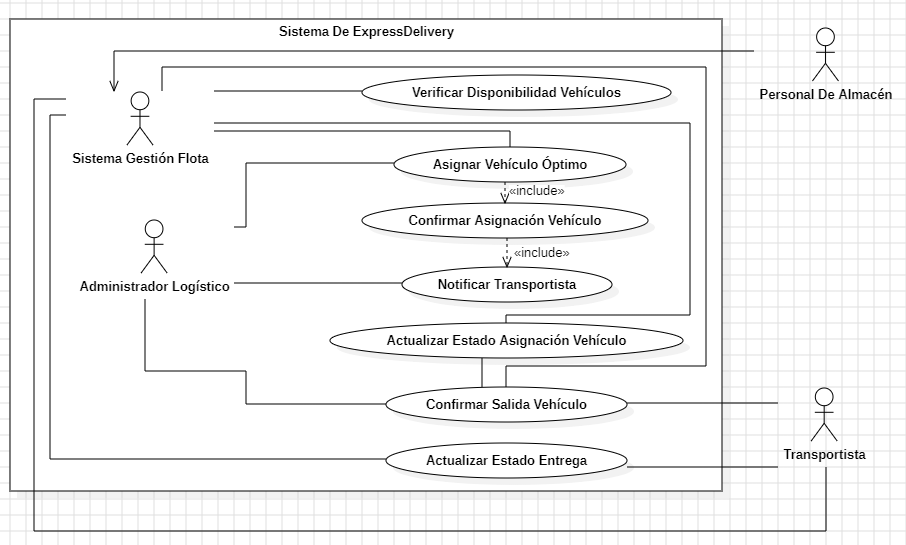 Sistema De ExpressDelivery
Personal De Almacén
Verificar Disponibilidad Vehículos
Sistema Gestión Flota
Asignar Vehículo Óptimo
«include»
Confirmar Asignación Vehículo
«include»
Notificar Transportista
Administrador Logístico
Actualizar Estado Asignación Vehículo
Confirmar Salida Vehículo
Transportista
Actualizar Estado Entrega